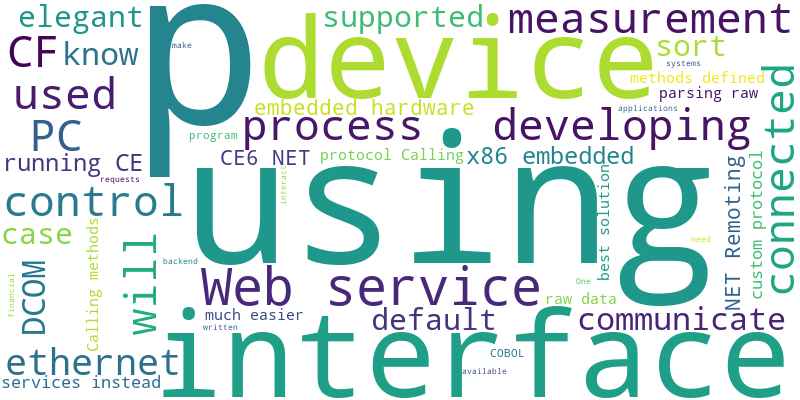 elegant
p
device
supported
measurement
CF
know
make
sort
systems
methods defined
used
embedded hardware
parsing raw
applications
PC
program
process
developing
connected
running CE
CE6 NET
protocol Calling
x86 embedded
requests
control
using
interact
best solution
NET Remoting
custom protocol
case
will
Calling methods
need
DCOM
backend
financial
Web service
One
raw data
much easier
default
communicate
written
interface
ethernet
COBOL
services instead
available